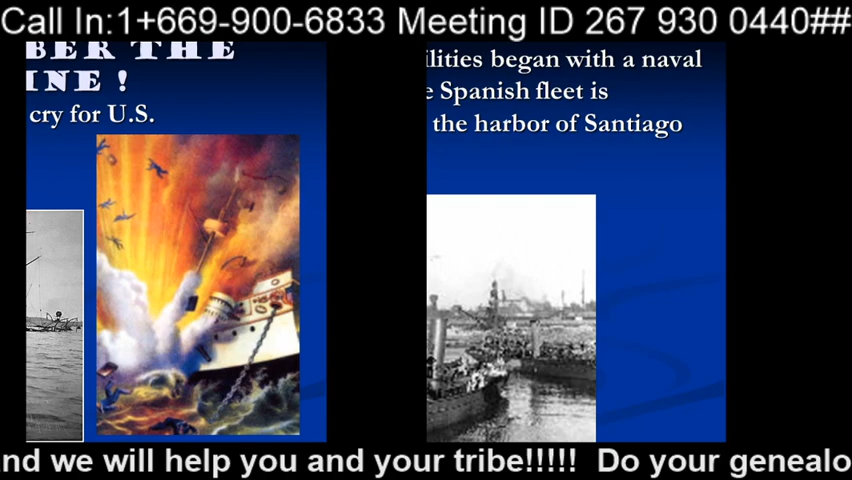 Call In:1+669-900-6833 Meeting ID 267 930 0440##
BER THE
INE !
cry for U.S.
ilities began with a naval
e Spanish fleet is
the harbor of Santiago
nd we will help you and your tribe!!!!!  Do your genealo